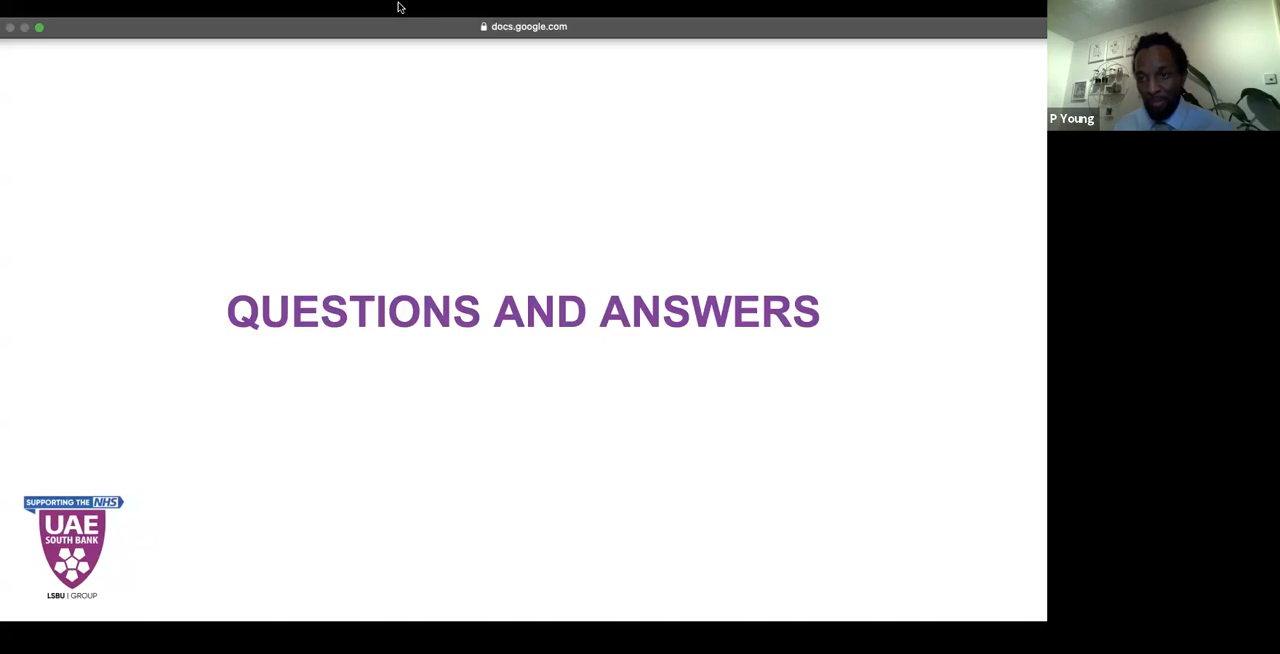 docs.google.com
P Young
QUESTIONS AND ANSWERS
SUPPORTING THE NHS
UAE
SOUTH BANK
LSBU | GROUP